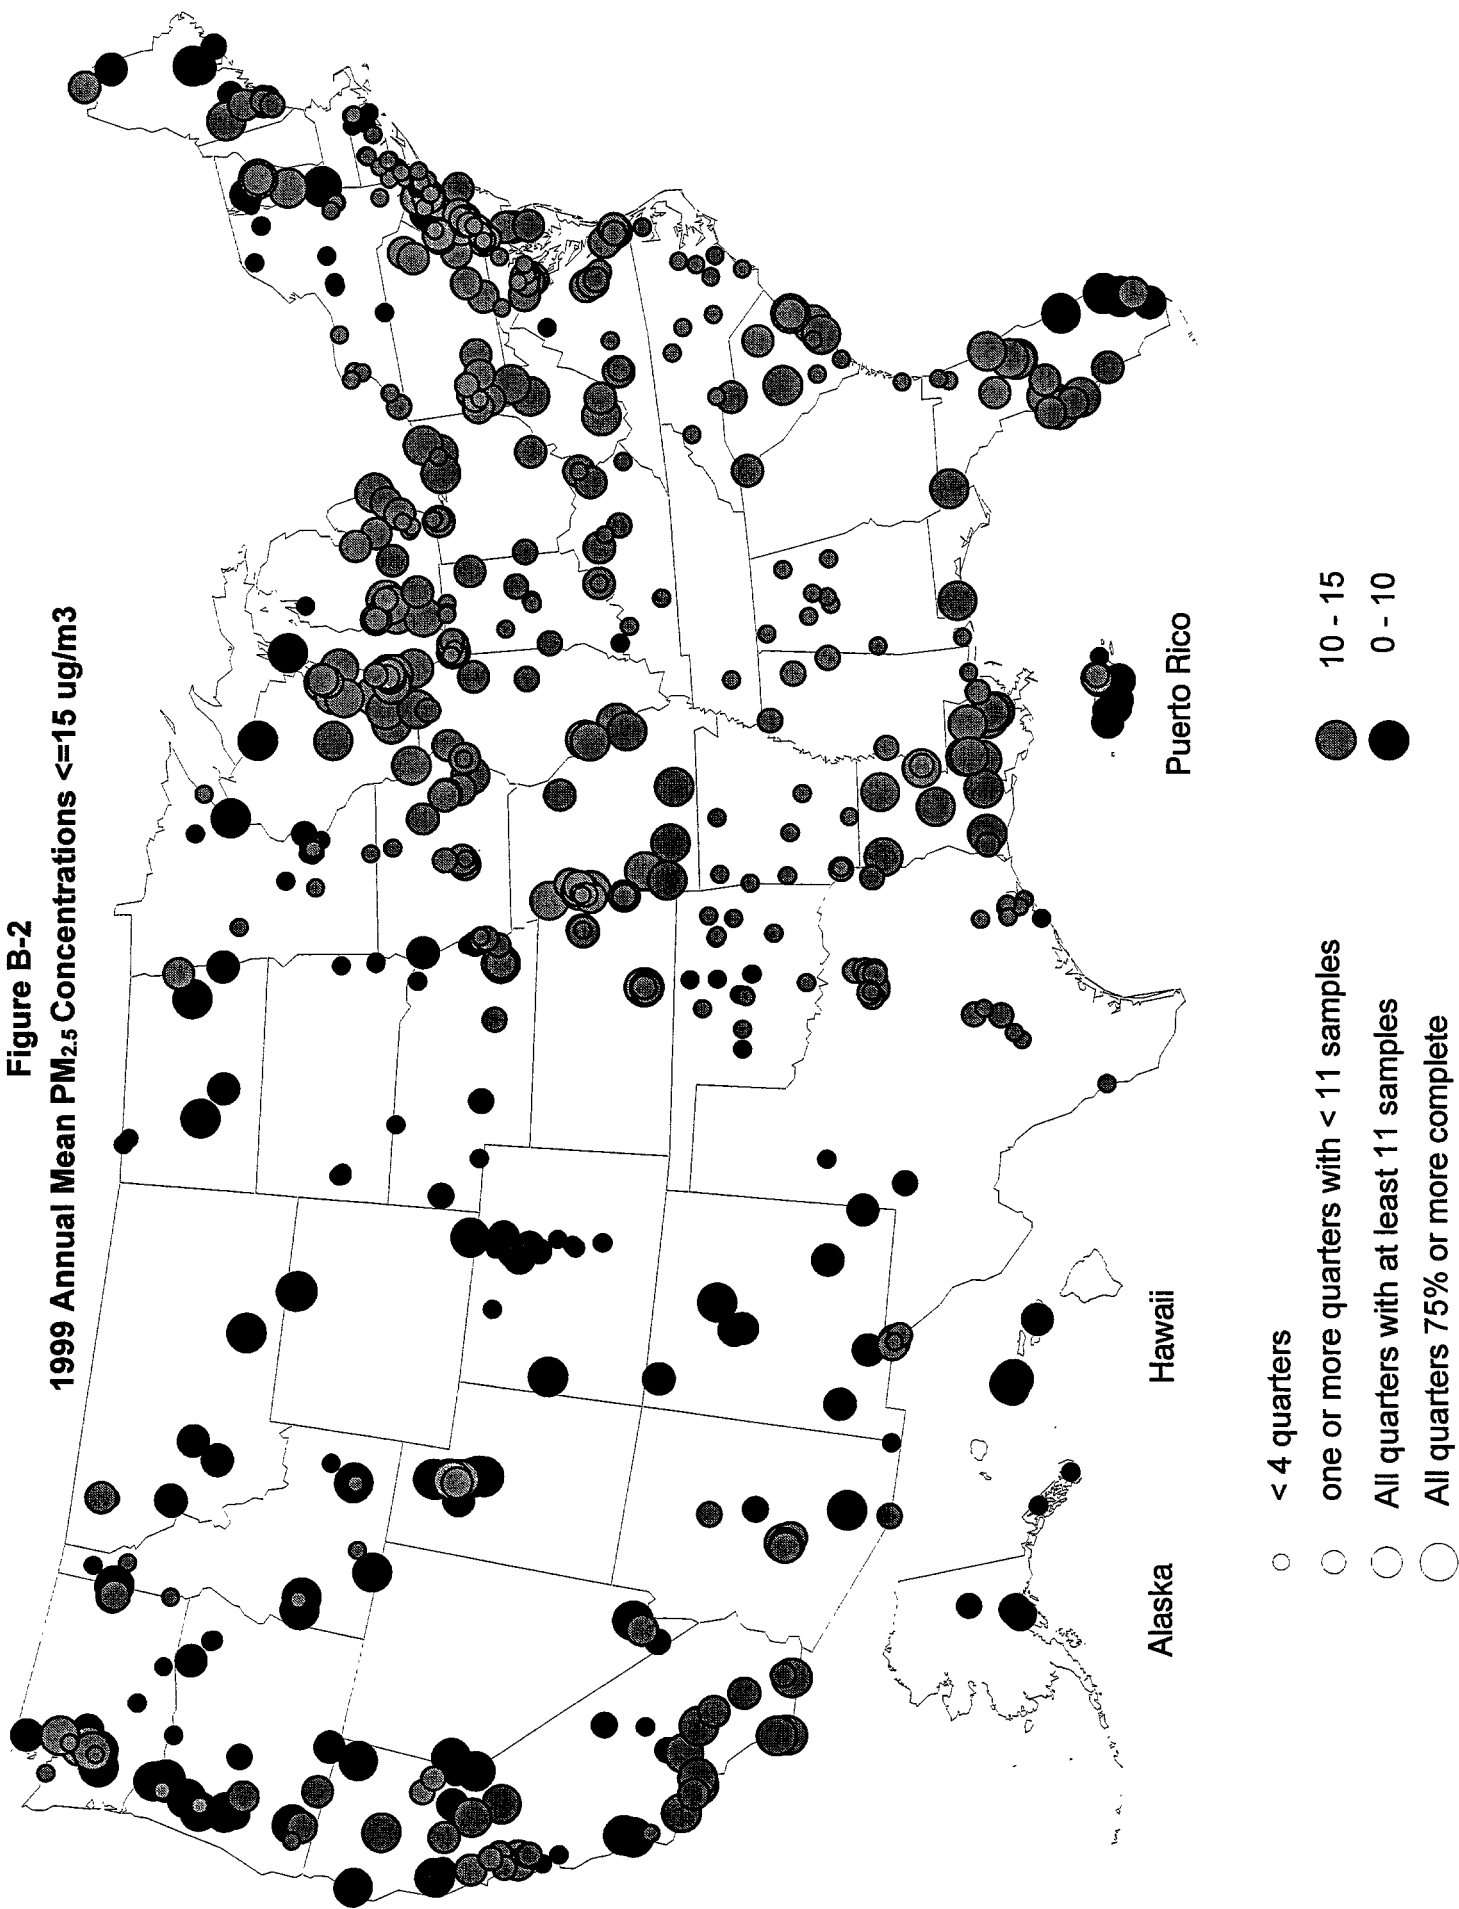 Figure B-2
1999 Annual Mean PM2.5 Concentrations <=15 ug/m3
Alaska
Hawaii
Puerto Rico
< 4 quarters
one or more quarters with < 11 samples
All quarters with at least 11 samples
All quarters 75% or more complete
10 - 15
0 - 10